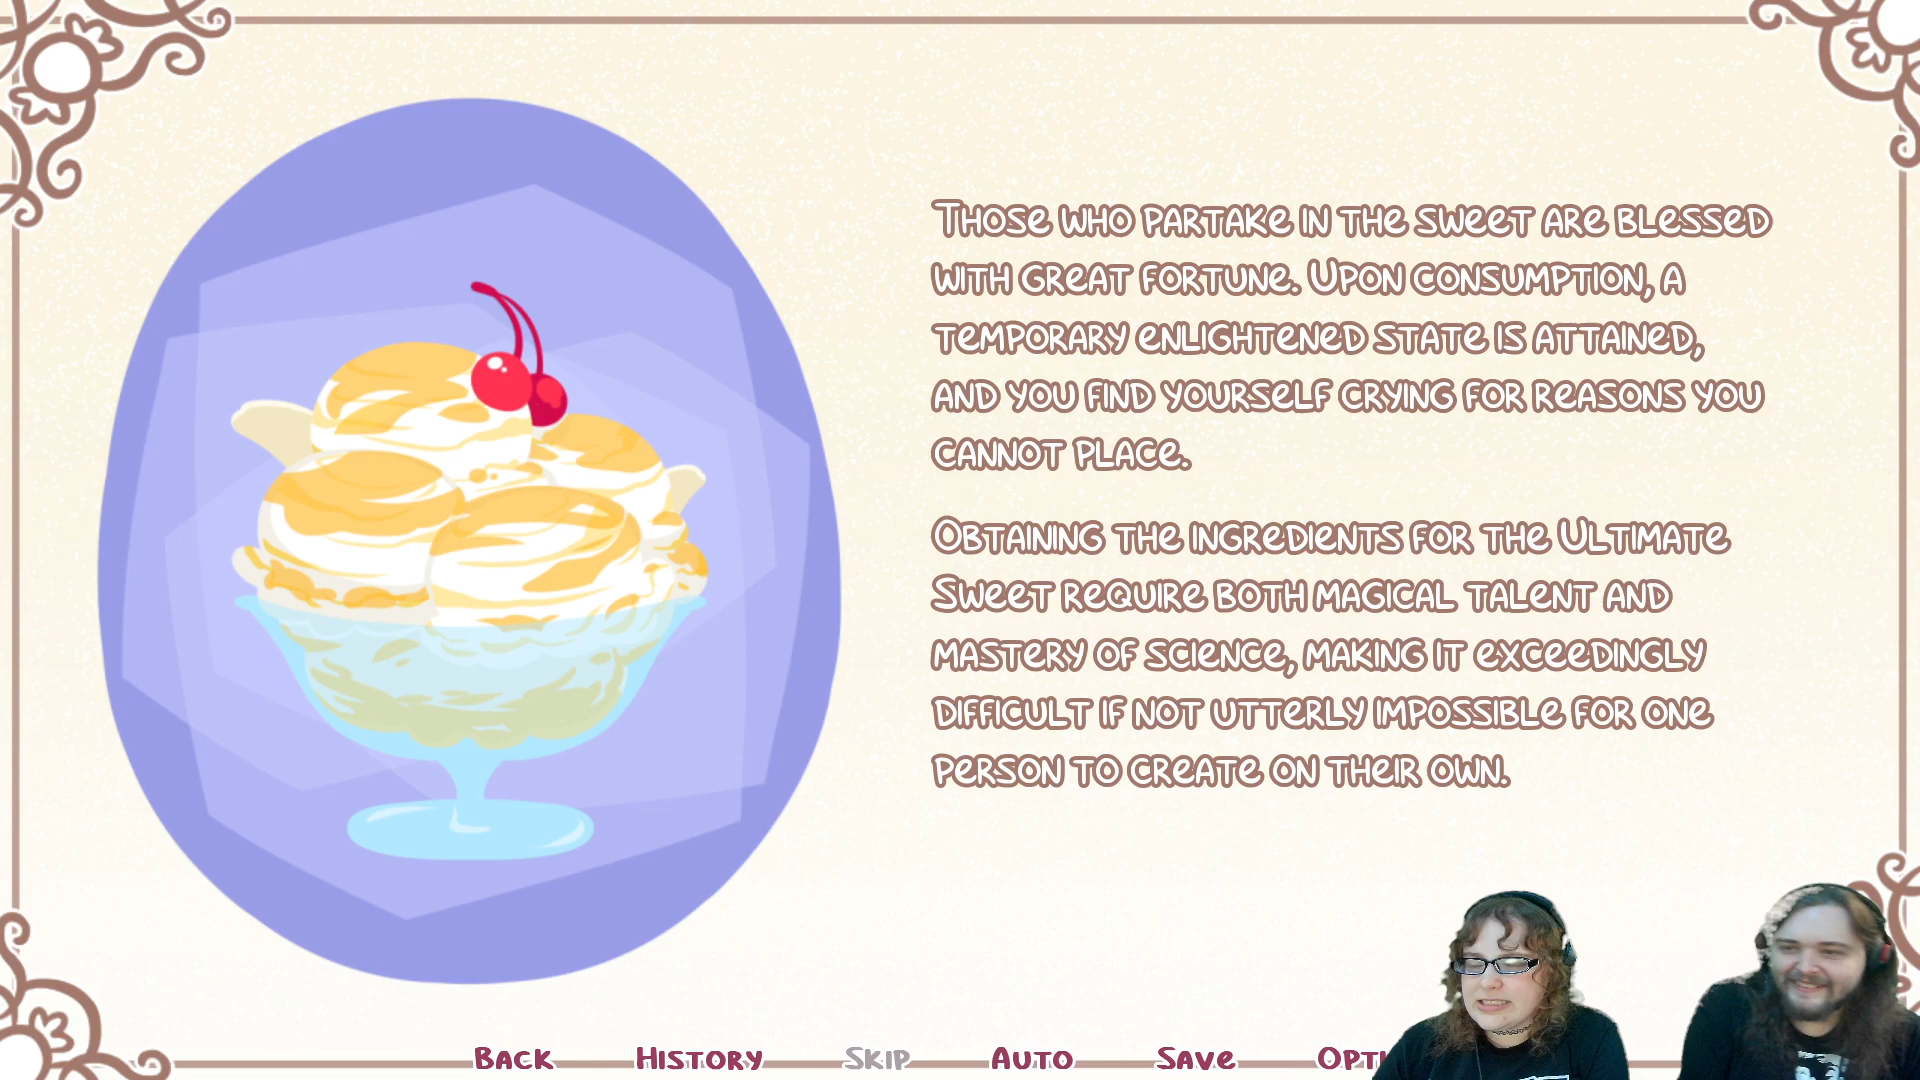 Those who partake in the sweet are blessed
with great fortune. Upon consumption, a
temporary enlightened state is attained,
and you find yourself crying for reasons you
cannot place.
Obtaining the ingredients for the Ultimate
Sweet require both magical talent and
mastery of science, making it exceedingly
difficult if not utterly impossible for one
person to create on their own.
Back History Skip Auto Save